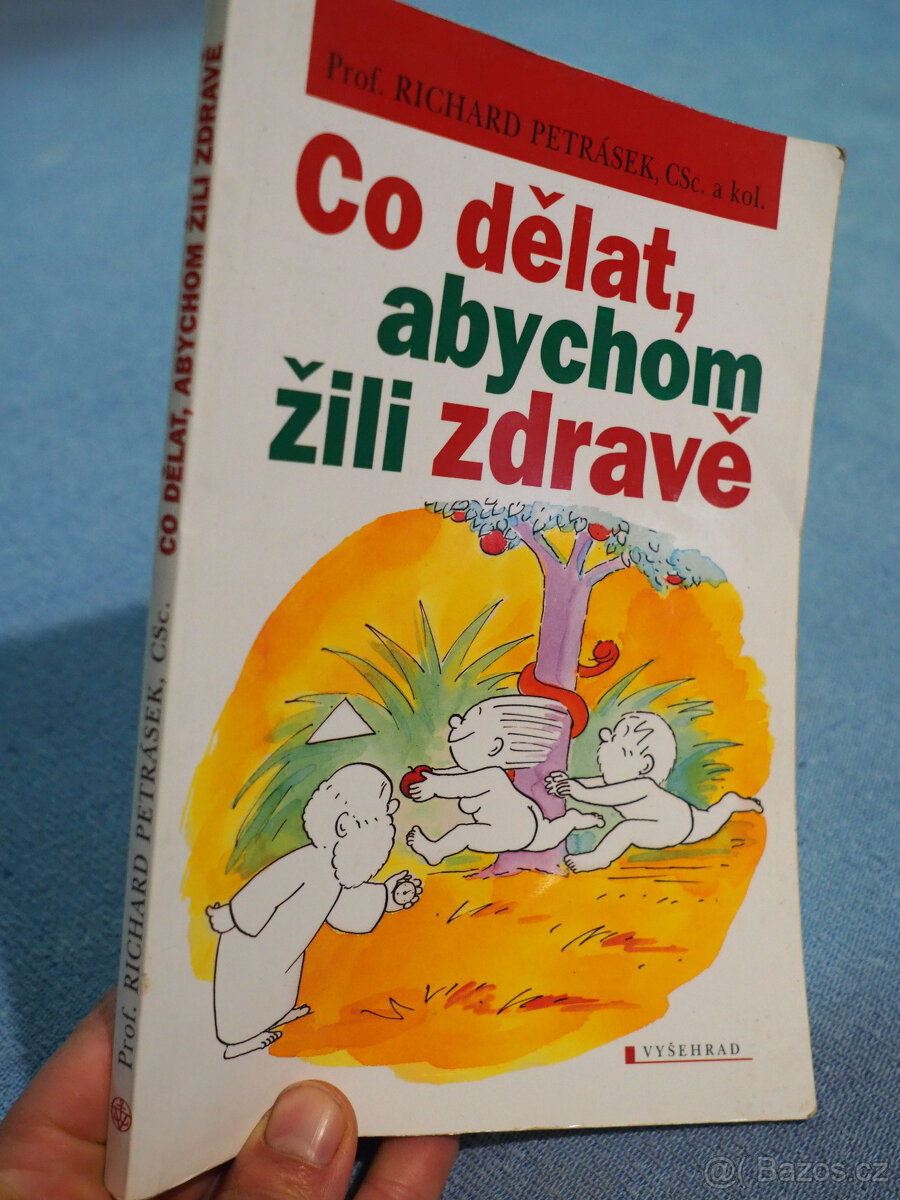 Prof. RICHARD PETRÁSEK, CSc. a kol.
Co dělat,
abychom
žili zdravě
VYŠEHRAD
Prof. RICHARD PETRÁSEK, CSc. CO DĚLAT, ABYCHOM ŽILI ZDRAVĚ
@( Bazos.cz